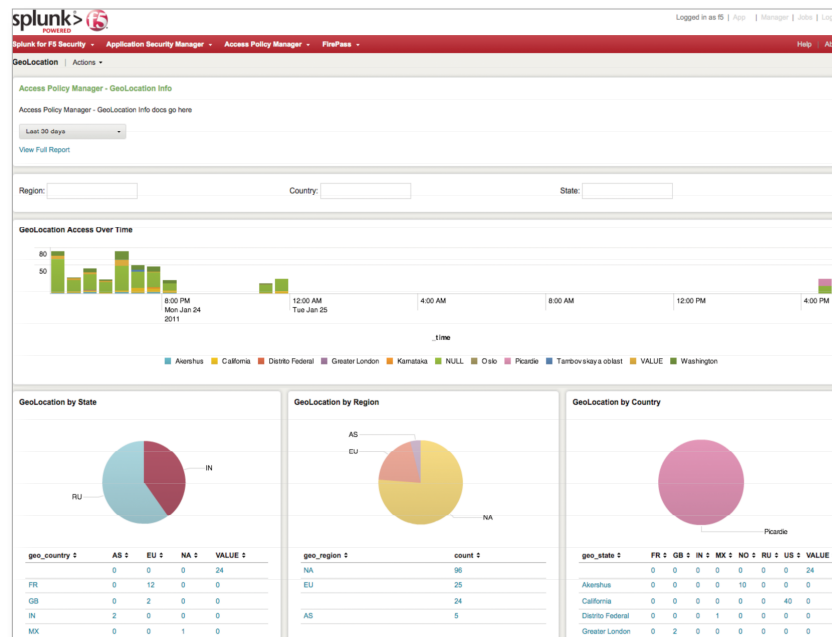 splunk> f5
POWERED
Logged in as f5 | App | Manager | Jobs |
Splunk for F5 Security Application Security Manager Access Policy Manager FirePass Help
GeoLocation | Actions
Access Policy Manager - GeoLocation Info
Access Policy Manager - GeoLocation Info docs go here
Last 30 days
View Full Report
Region: Country: State:
GeoLocation Access Over Time
80
50
8:00 PM 12:00 AM 4:00 AM 8:00 AM 12:00 PM 4:00 PM
Mon Jan 24 Tue Jan 25
2011
_time
Akershus California Distrito Federal Greater London Karnataka NULL Oslo Picardie Tambovskaya oblast VALUE Washington
GeoLocation by State GeoLocation by Region GeoLocation by Country
AS
EU
IN
RU
NA
Picardie
geo_country AS EU NA VALUE
0 0 0 24
FR 0 12 0 0
GB 0 2 0 0
IN 2 0 0 0
MX 0 0 1 0
geo_region count
NA 96
EU 25
24
AS 5
geo_state FR GB IN MX NO RU US VALUE
0 0 0 0 0 0 0 24
Akershus 0 0 0 0 10 0 0 0
California 0 0 0 0 0 0 40 0
Distrito Federal 0 0 0 1 0 0 0 0
Greater London 0 2 0 0 0 0 0 0